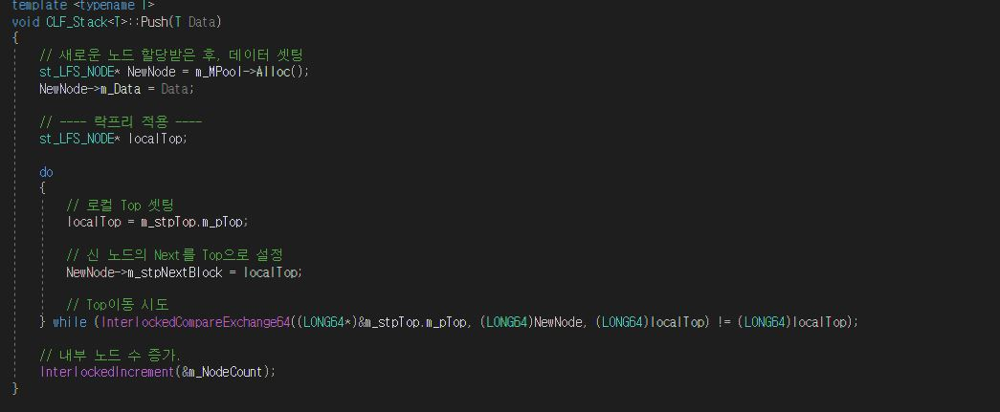 template <typename T>
void CLF_Stack<T>::Push(T Data)
{
// 새로운 노드 할당받은 후, 데이터 셋팅
st_LFS_NODE* NewNode = m_MPool->Alloc();
NewNode->m_Data = Data;
// ---- 락프리 적용 ----
st_LFS_NODE* localTop;
do
{
// 로컬 Top 셋팅
localTop = m_stpTop.m_pTop;
// 신 노드의 Next를 Top으로 설정
NewNode->m_stpNextBlock = localTop;
// Top이동 시도
} while (InterlockedCompareExchange64((LONG64*)&m_stpTop.m_pTop, (LONG64)NewNode, (LONG64)localTop) != (LONG64)localTop);
// 내부 노드 수 증가.
InterlockedIncrement(&m_NodeCount);
}